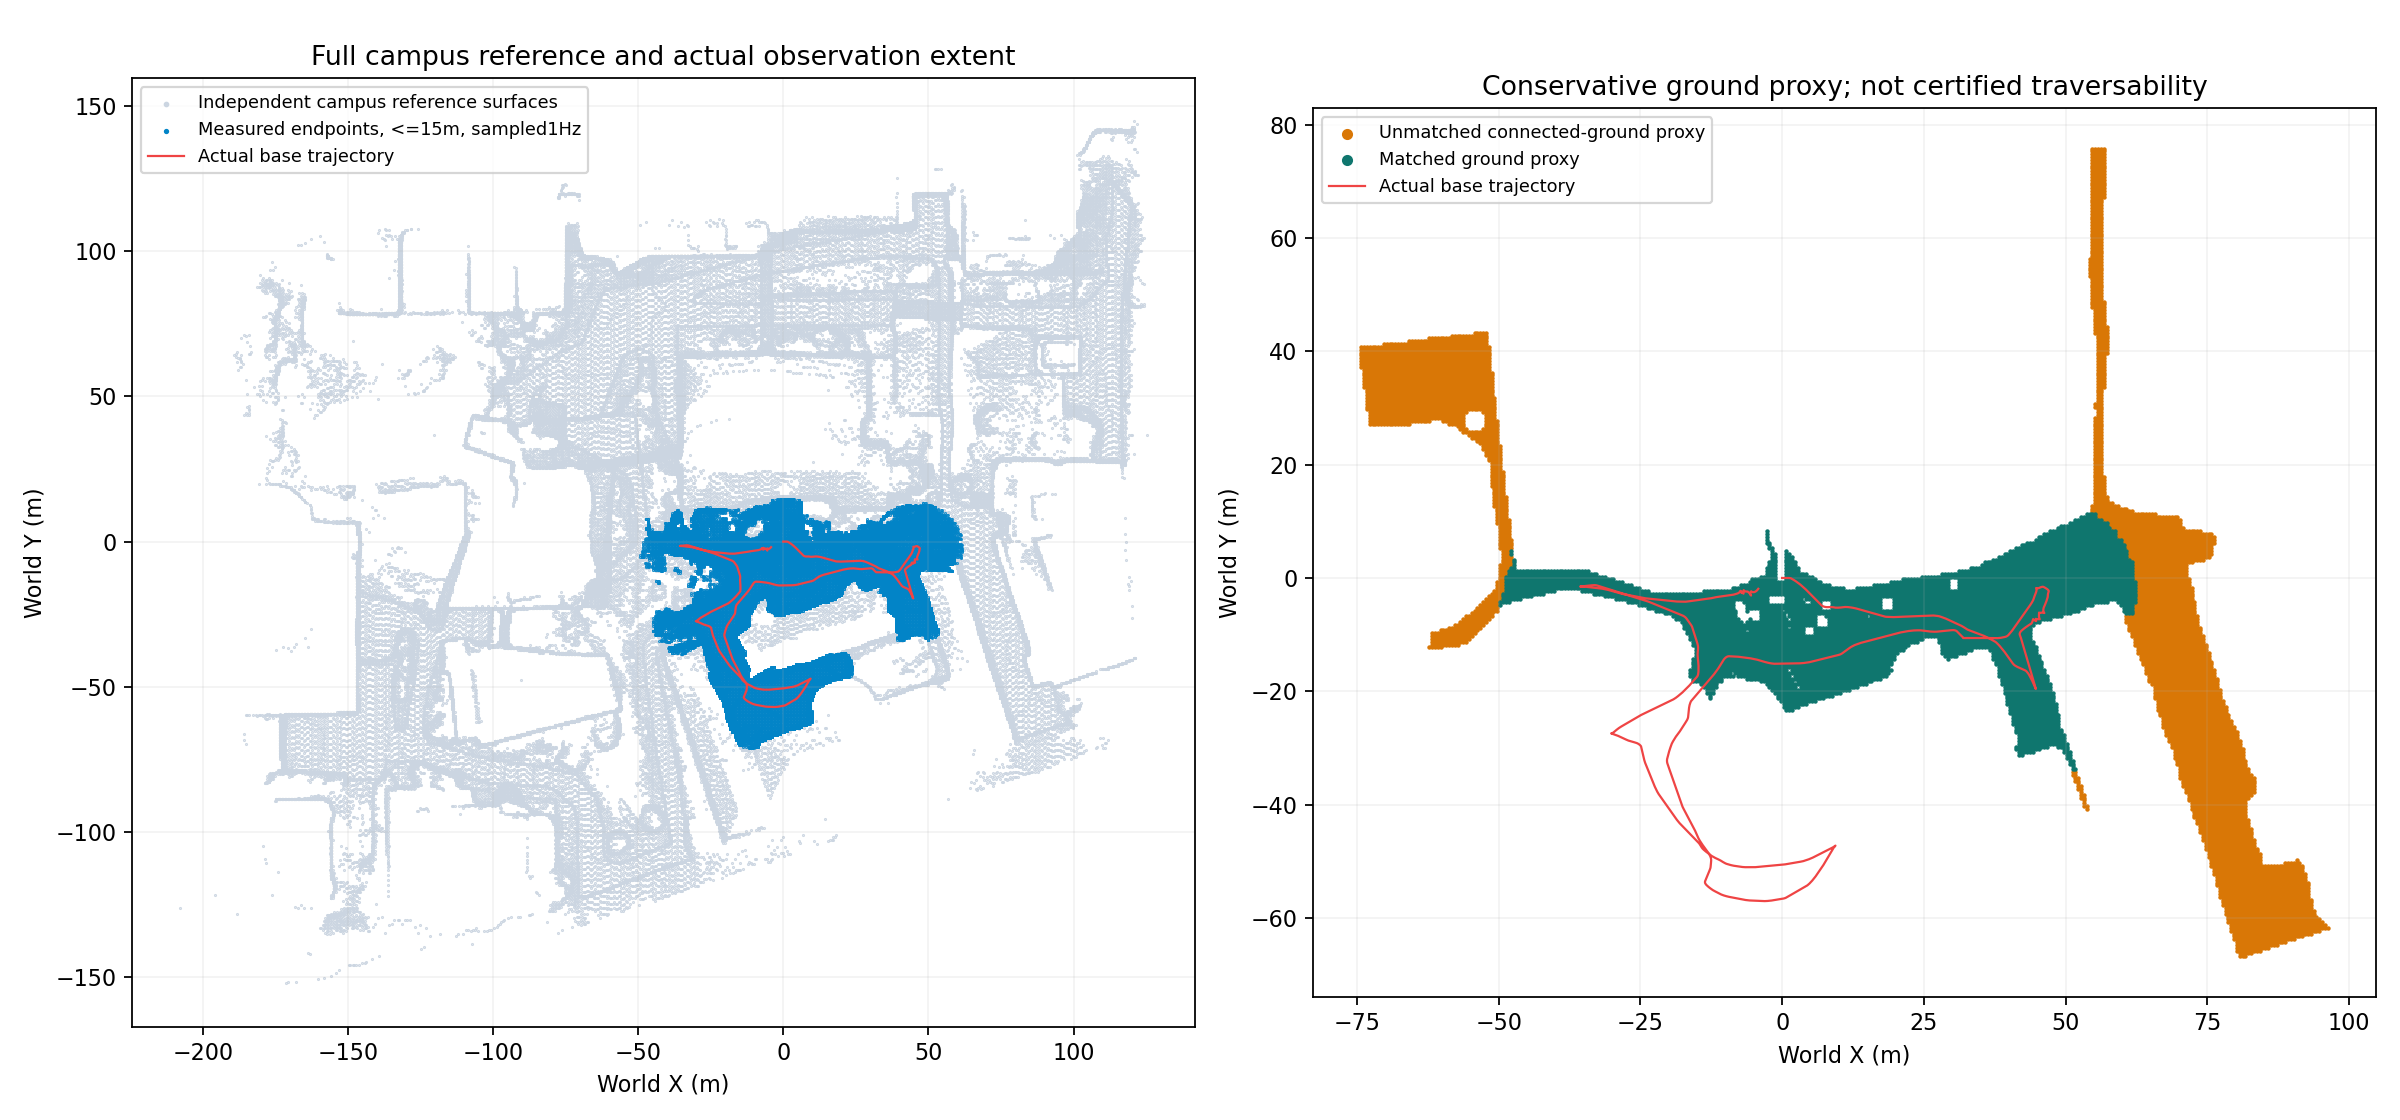 Full campus reference and actual observation extent
Independent campus reference surfaces
Measured endpoints, <=15m, sampled1Hz
Actual base trajectory
150
100
50
0
−50
−100
−150
World Y (m)
−200
−150
−100
−50
0
50
100
World X (m)
Conservative ground proxy; not certified traversability
Unmatched connected-ground proxy
Matched ground proxy
Actual base trajectory
80
60
40
20
0
−20
−40
−60
World Y (m)
−75
−50
−25
0
25
50
75
100
World X (m)